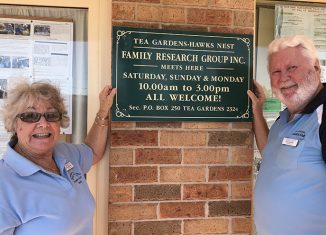 TEA GARDENS-HAWKS NEST
FAMILY RESEARCH GROUP INC.
MEETS HERE
SATURDAY, SUNDAY & MONDAY
10.00am to 3.00pm
ALL WELCOME!
Sec. P.O. BOX 250 TEA GARDENS 2324